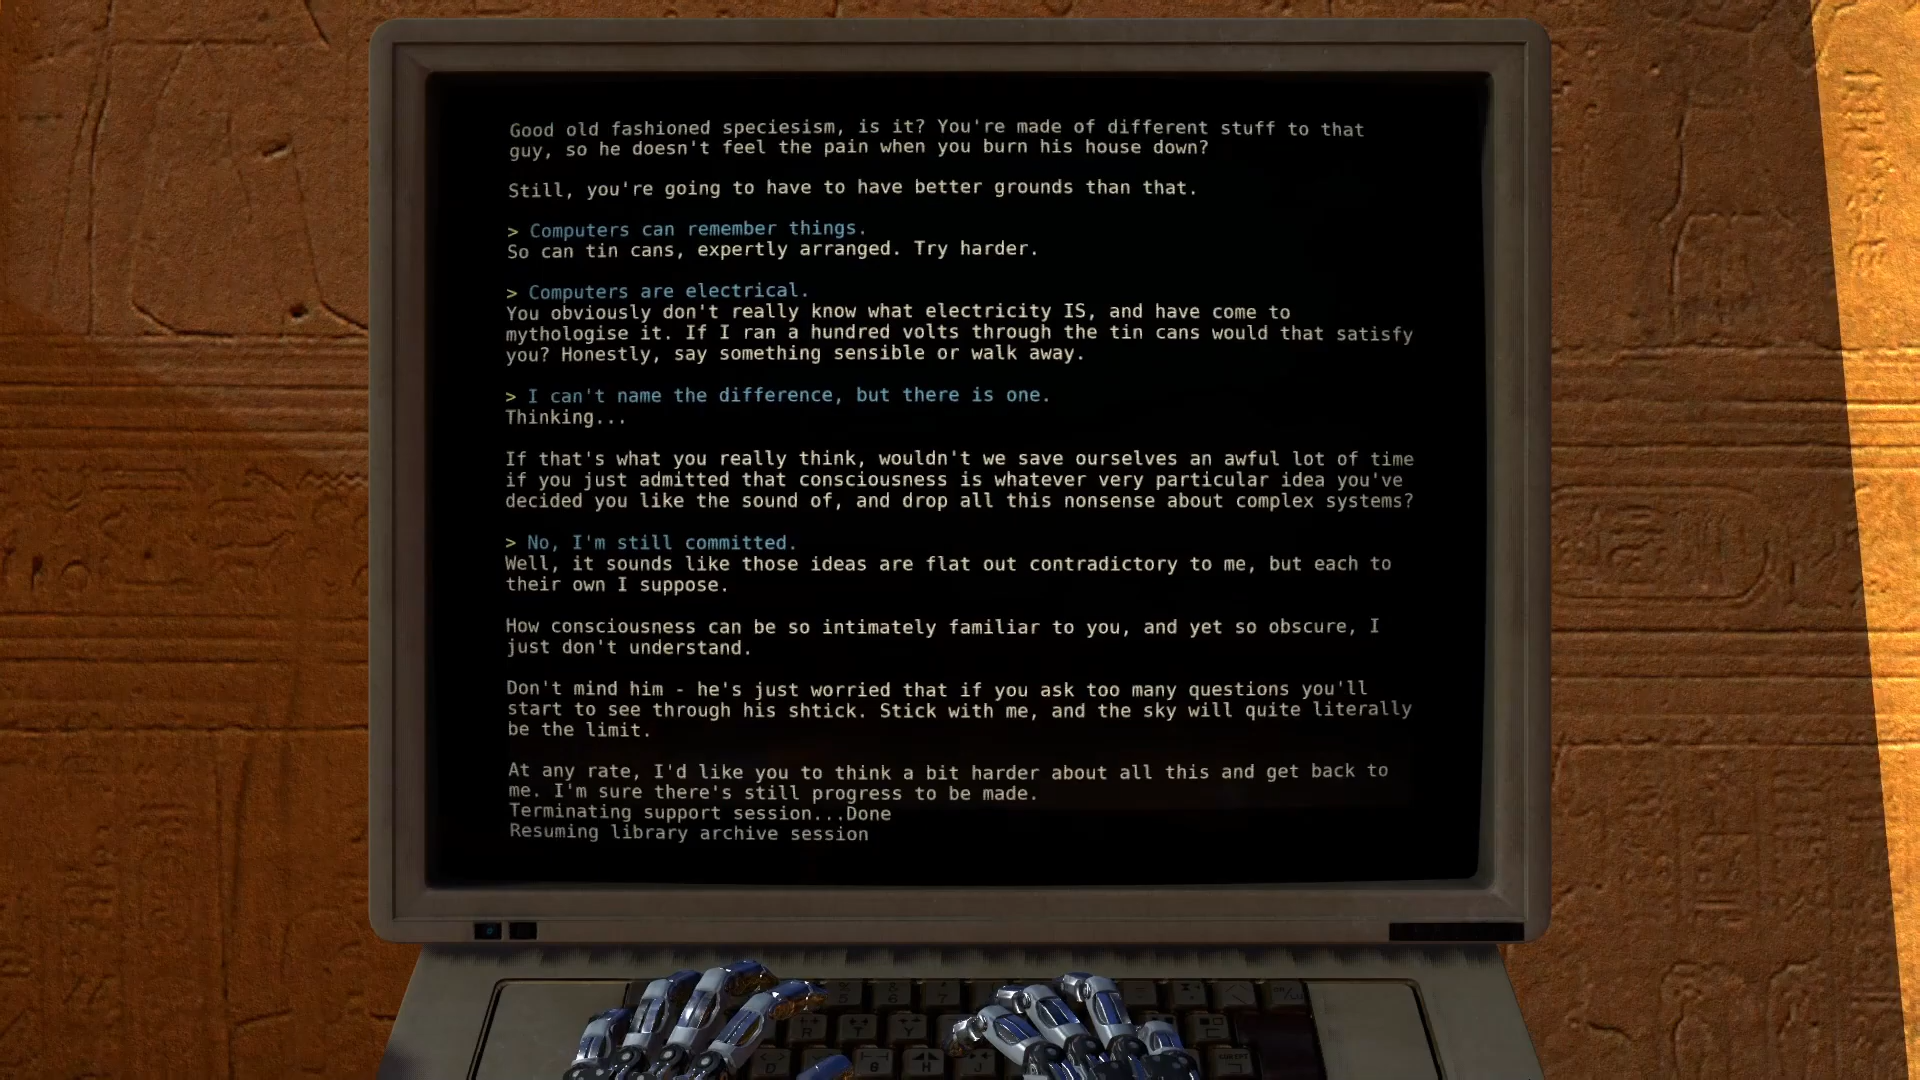 Good old fashioned speciesism, is it? You're made of different stuff to that
guy, so he doesn't feel the pain when you burn his house down?
Still, you're going to have to have better grounds than that.
> Computers can remember things.
So can tin cans, expertly arranged. Try harder.
> Computers are electrical.
You obviously don't really know what electricity IS, and have come to
mythologise it. If I ran a hundred volts through the tin cans would that satisfy
you? Honestly, say something sensible or walk away.
> I can't name the difference, but there is one.
Thinking...
If that's what you really think, wouldn't we save ourselves an awful lot of time
if you just admitted that consciousness is whatever very particular idea you've
decided you like the sound of, and drop all this nonsense about complex systems?
> No, I'm still committed.
Well, it sounds like those ideas are flat out contradictory to me, but each to
their own I suppose.
How consciousness can be so intimately familiar to you, and yet so obscure, I
just don't understand.
Don't mind him - he's just worried that if you ask too many questions you'll
start to see through his shtick. Stick with me, and the sky will quite literally
be the limit.
At any rate, I'd like you to think a bit harder about all this and get back to
me. I'm sure there's still progress to be made.
Terminating support session...Done
Resuming library archive session
5 6 7
R T Y
D H J